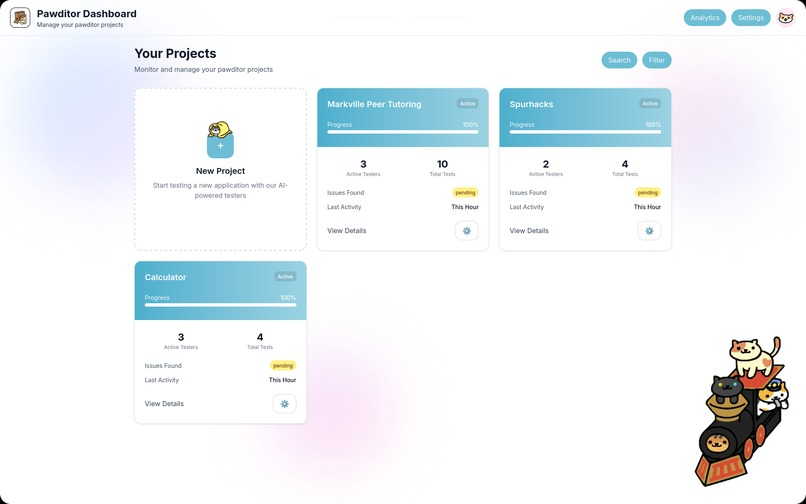 Pawditor Dashboard
Manage your pawditor projects
Analytics
Settings
Your Projects
Monitor and manage your pawditor projects
Search
Filter
+
New Project
Start testing a new application with our AI-
powered testers
Markville Peer Tutoring
Active
Progress
100%
3
10
Active Testers
Total Tests
Issues Found
pending
Last Activity
This Hour
View Details
Spurhacks
Active
Progress
100%
2
4
Active Testers
Total Tests
Issues Found
pending
Last Activity
This Hour
View Details
Calculator
Active
Progress
100%
3
4
Active Testers
Total Tests
Issues Found
pending
Last Activity
This Hour
View Details